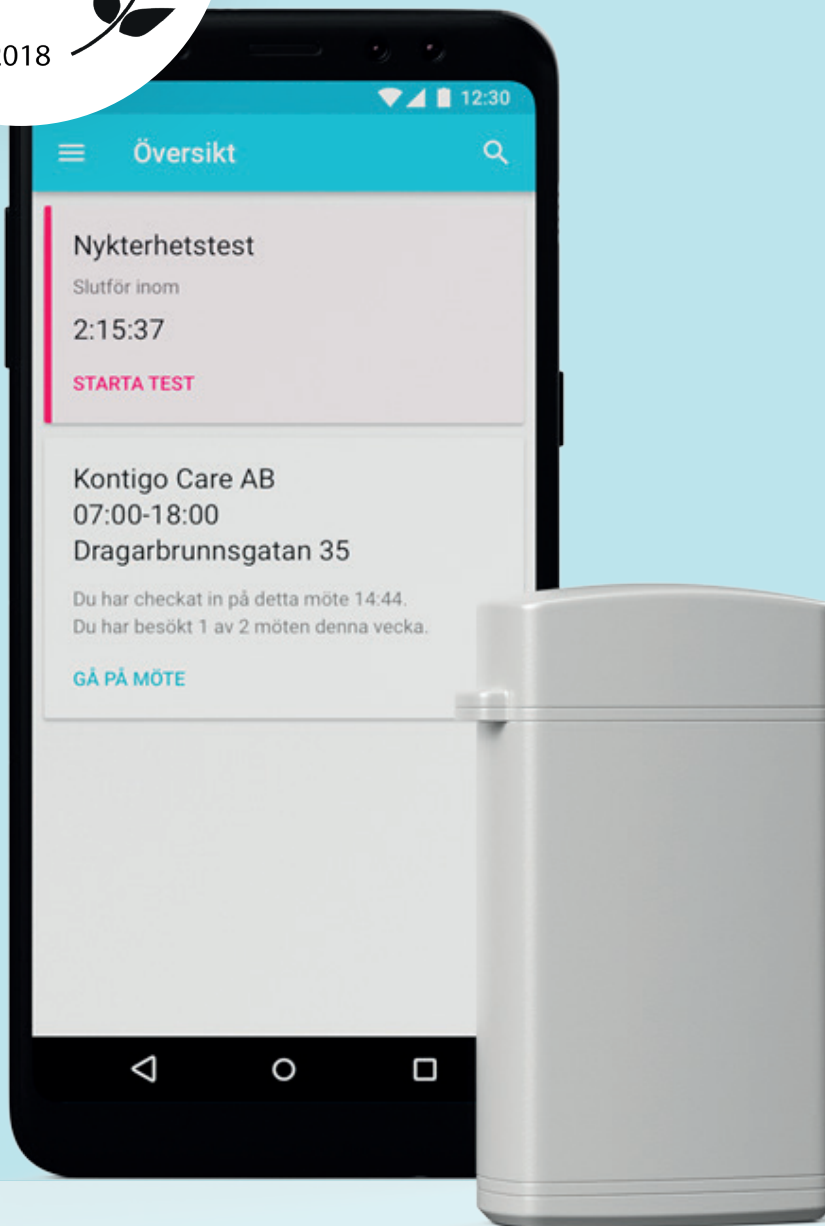 2018
12:30
Översikt
Nykterhetstest
Slutför inom
2:15:37
STARTA TEST
Kontigo Care AB
07:00-18:00
Dragarbrunnsgatan 35
Du har checkat in på detta möte 14:44.
Du har besökt 1 av 2 möten denna vecka.
GÅ PÅ MÖTE